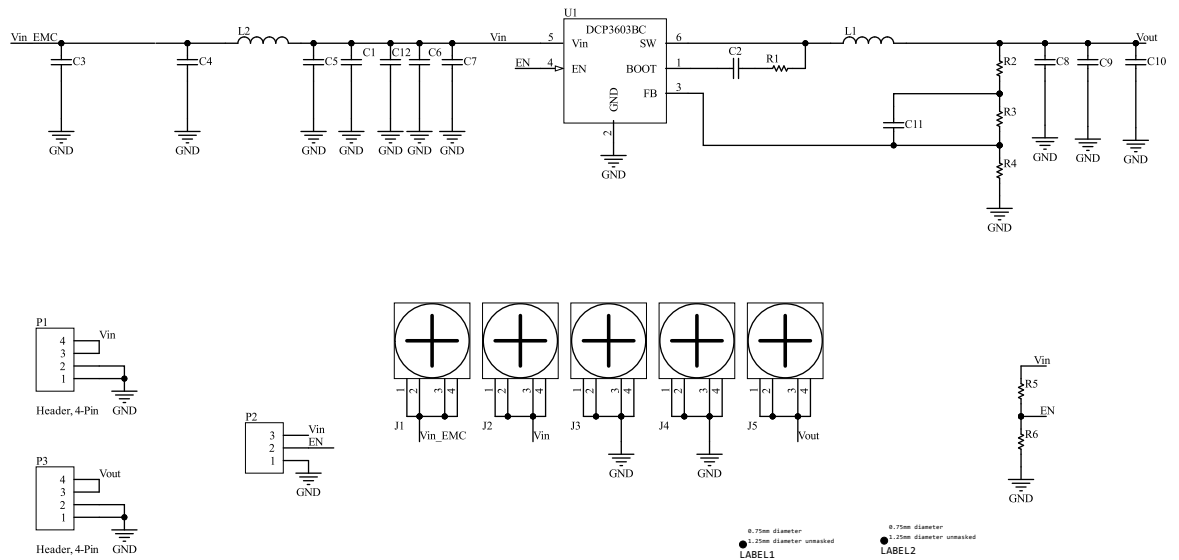 U1
DCP3603BC
Vin_EMC
L2
Vin
5
Vin
SW
6
L1
Vout
C3
C4
C5
C1
C12
C6
C7
EN
4
EN
BOOT
1
C2
R1
R2
C8
C9
C10
FB
3
GND
2
C11
R3
R4
GND
GND
GND
GND
GND
GND
GND
GND
GND
GND
GND
GND
P1
4
3
2
1
Vin
GND
Header, 4-Pin
P2
3
2
1
Vin
EN
GND
P3
4
3
2
1
Vout
GND
Header, 4-Pin
1
2
3
4
J1
Vin_EMC
1
2
3
4
J2
Vin
1
2
3
4
J3
GND
1
2
3
4
J4
GND
1
2
3
4
J5
Vout
Vin
R5
EN
R6
GND
0.75mm diameter
1.25mm diameter unmasked
LABEL1
0.75mm diameter
1.25mm diameter unmasked
LABEL2